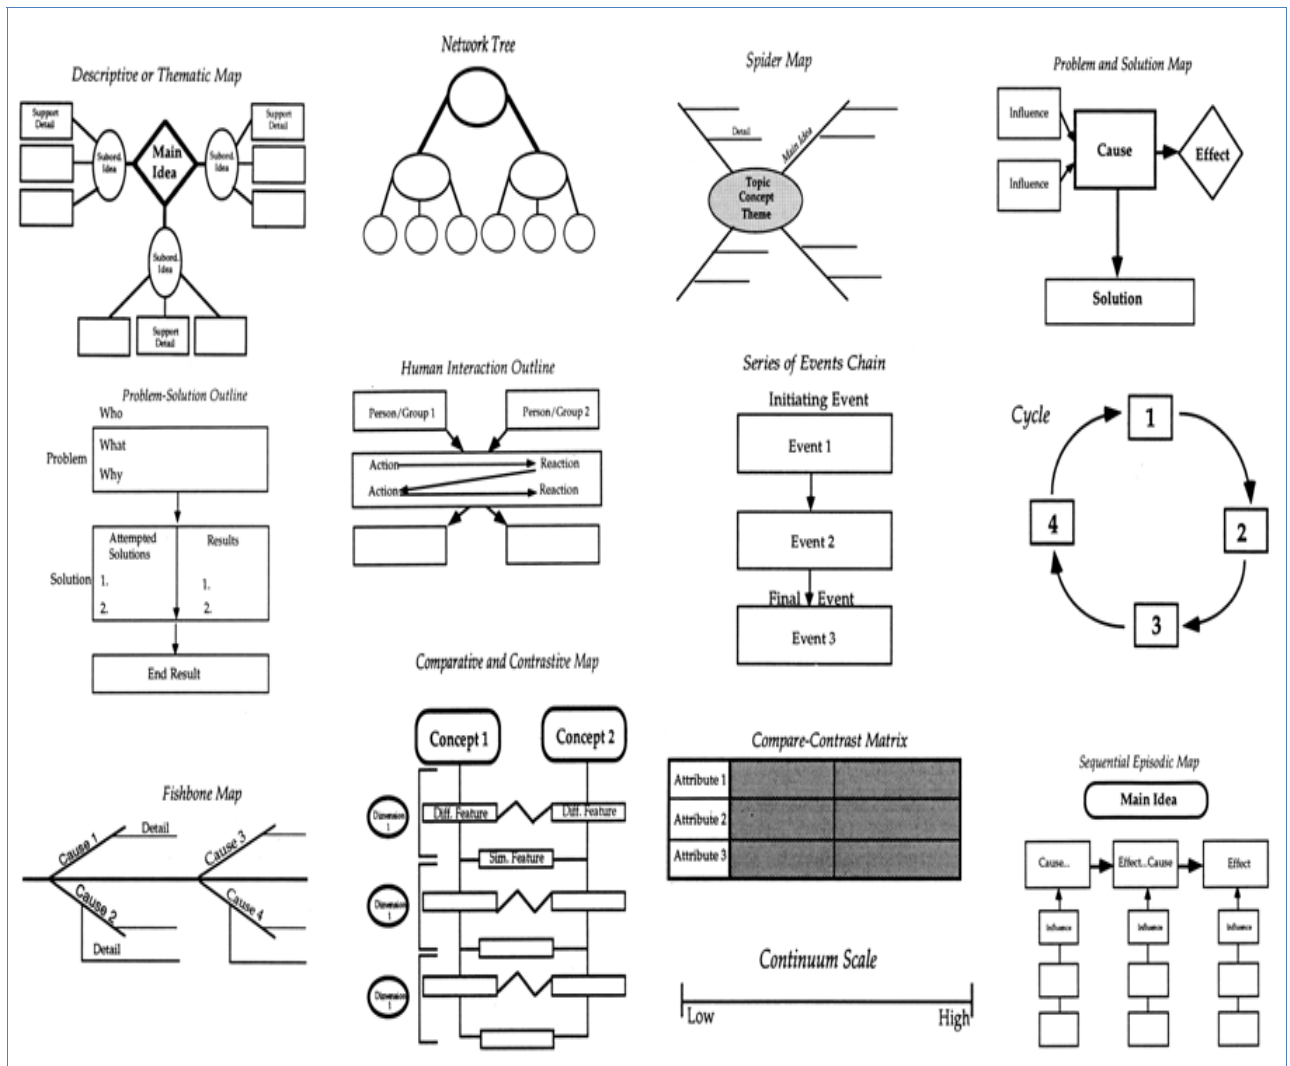 Descriptive or Thematic Map
Support
Detail
Subord.
Idea
Main
Idea
Subord.
Idea
Support
Detail
Subord.
Idea
Support
Detail
Network Tree
Spider Map
Detail
Main Idea
Topic
Concept
Theme
Problem and Solution Map
Influence
Influence
Cause
Effect
Solution
Problem-Solution Outline
Who
Problem
What
Why
Solution
Attempted
Solutions
1.
2.
Results
1.
2.
End Result
Human Interaction Outline
Person/Group 1
Person/Group 2
Action
Reaction
Action
Reaction
Series of Events Chain
Initiating Event
Event 1
Event 2
Final Event
Event 3
Cycle
1
2
3
4
Fishbone Map
Cause 1
Detail
Cause 2
Detail
Cause 3
Cause 4
Comparative and Contrastive Map
Concept 1
Concept 2
Dimension
1
Diff. Feature
Diff. Feature
Sim. Feature
Dimension
1
Dimension
1
Compare-Contrast Matrix
Attribute 1
Attribute 2
Attribute 3
Continuum Scale
Low
High
Sequential Episodic Map
Main Idea
Cause...
Effect...Cause
Effect
Influence
Influence
Influence